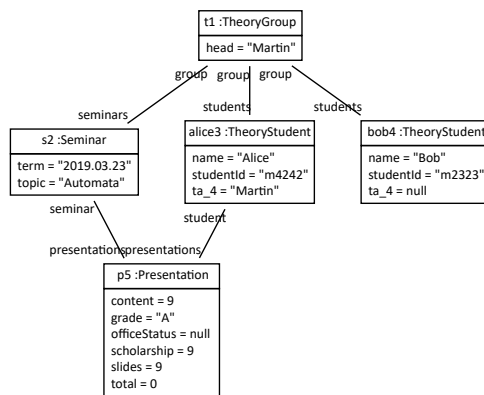 t1 :TheoryGroup
head = "Martin"
group
group
group
seminars
students
students
s2 :Seminar
term = "2019.03.23"
topic = "Automata"
alice3 :TheoryStudent
name = "Alice"
studentId = "m4242"
ta_4 = "Martin"
bob4 :TheoryStudent
name = "Bob"
studentId = "m2323"
ta_4 = null
seminar
student
presentations
presentations
p5 :Presentation
content = 9
grade = "A"
officeStatus = null
scholarship = 9
slides = 9
total = 0